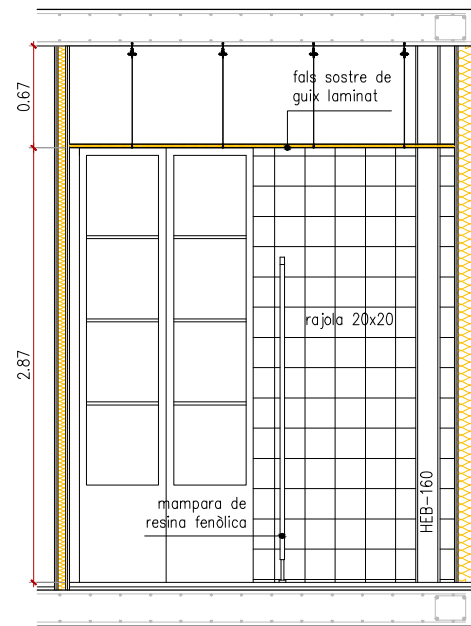 0.67
fals sostre de
guix laminat
rajola 20x20
2.87
HEB-160
mampara de
resina fenòlica